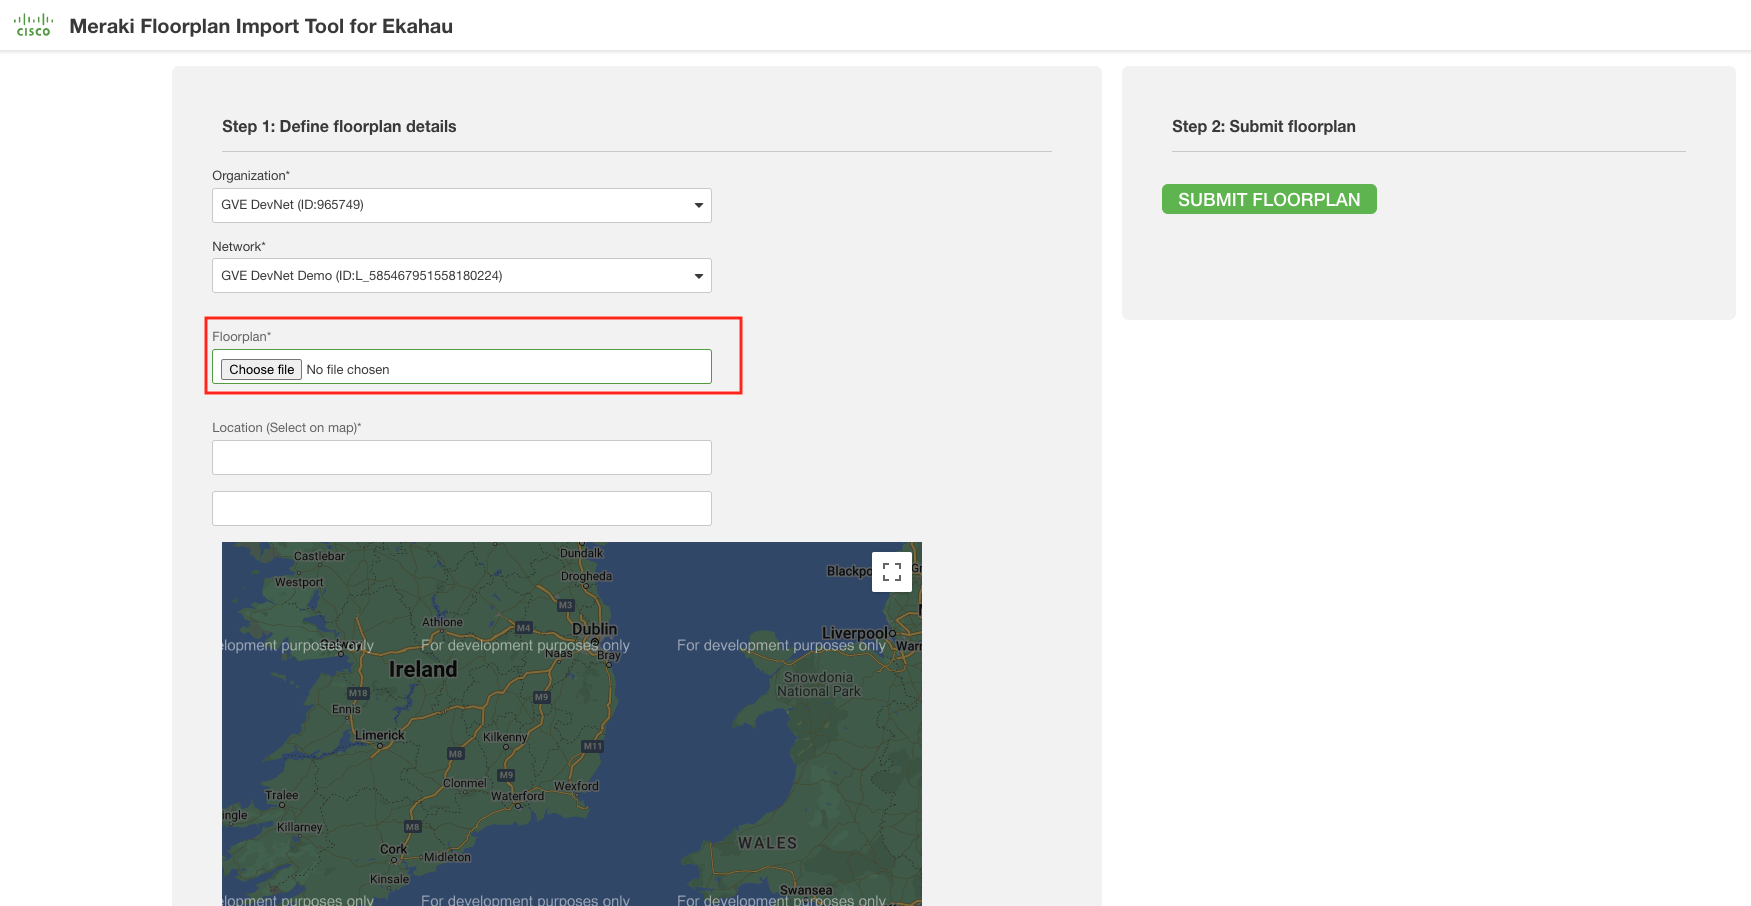 CISCO
Meraki Floorplan Import Tool for Ekahau
Step 1: Define floorplan details
Organization*
GVE DevNet (ID:965749)
Network*
GVE DevNet Demo (ID:L_585467951558180224)
Floorplan*
Choose file No file chosen
Location (Select on map)*
Step 2: Submit floorplan
SUBMIT FLOORPLAN
Castlebar
Dundalk
Westport
Drogheda
Blackpo
M3
Athlone
M4
Dublin
Liverpool
Warr
Galway
lopment purposes only
For development purposes only
For development purposes only
Naas
Bray
Ireland
Snowdonia
National Park
M18
M9
Ennis
Limerick
Kilkenny
M11
M8
M9
Clonmel
Wexford
Waterford
Tralee
ingle
Killarney
M8
Cork
Midleton
WALES
Kinsale
Swansea
lopment purposes only
For development purposes only
For development purposes only